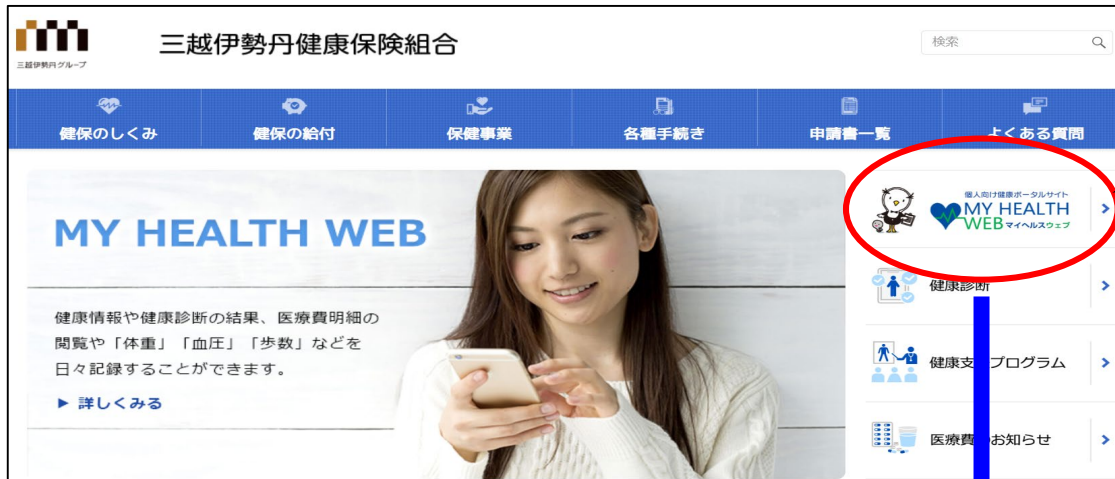 三越伊勢丹グループ
三越伊勢丹健康保険組合
検索
健保のしくみ
健保の給付
保健事業
各種手続き
申請書一覧
よくある質問
MY HEALTH WEB
健康情報や健康診断の結果、医療費明細の
閲覧や「体重」「血圧」「歩数」などを
日々記録することができます。
▶ 詳しくみる
個人向け健康ポータルサイト
MY HEALTH
WEB マイヘルスウェブ
健康診断
健康支プログラム
医療費のお知らせ